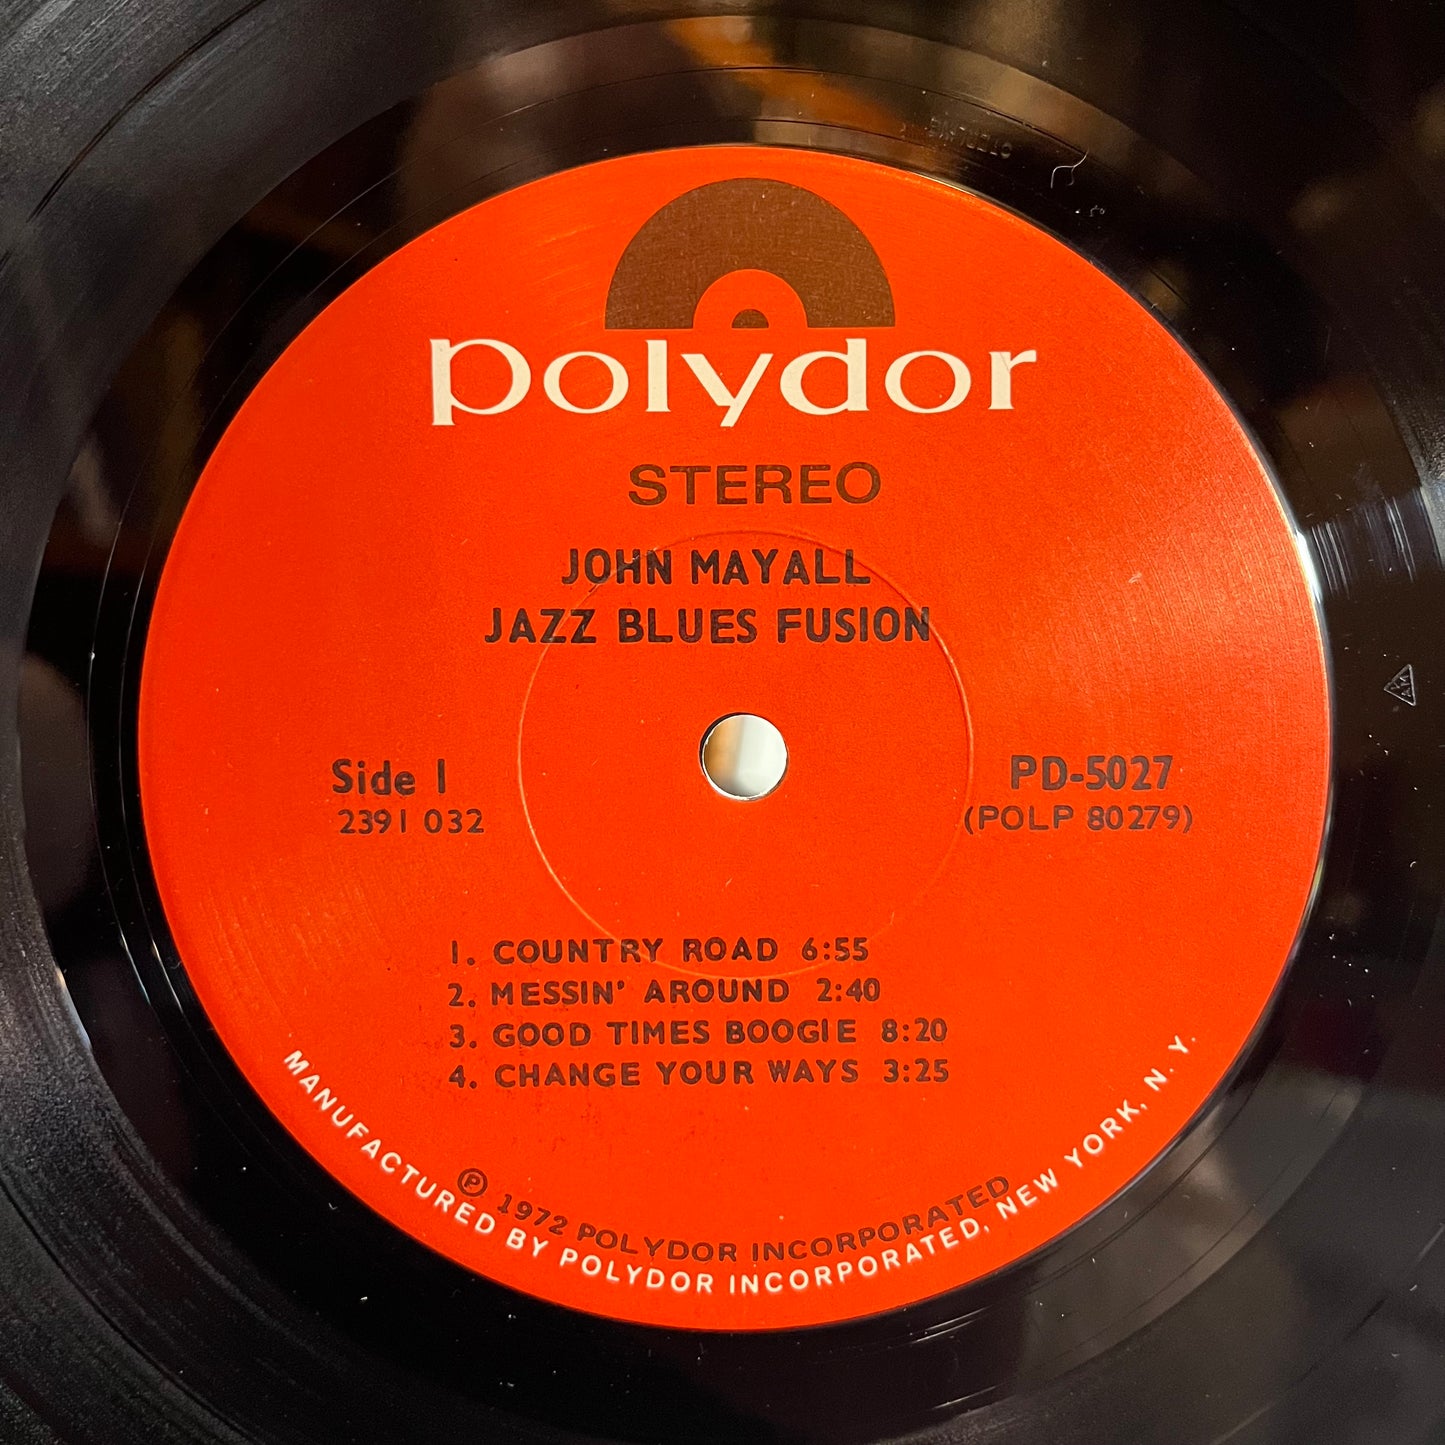 STERLING
polydor
STEREO
JOHN MAYALL
JAZZ BLUES FUSION
Side 1
2391 032
PD-5027
(POLP 80279)
1. COUNTRY ROAD 6:55
2. MESSIN' AROUND 2:40
3. GOOD TIMES BOOGIE 8:20
4. CHANGE YOUR WAYS 3:25
℗ 1972 POLYDOR INCORPORATED
MANUFACTURED BY POLYDOR INCORPORATED, NEW YORK, N. Y.